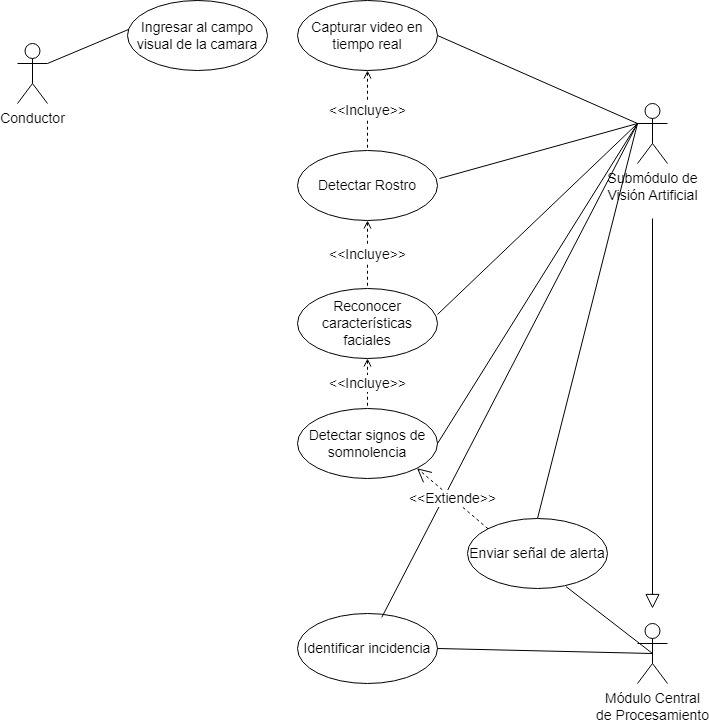 Ingresar al campo
visual de la camara
Capturar video en
tiempo real
Conductor
<<Incluye>>
Detectar Rostro
Submódulo de
Visión Artificial
<<Incluye>>
Reconocer
características
faciales
<<Incluye>>
Detectar signos de
somnolencia
<<Extiende>>
Enviar señal de alerta
Identificar incidencia
Módulo Central
de Procesamiento